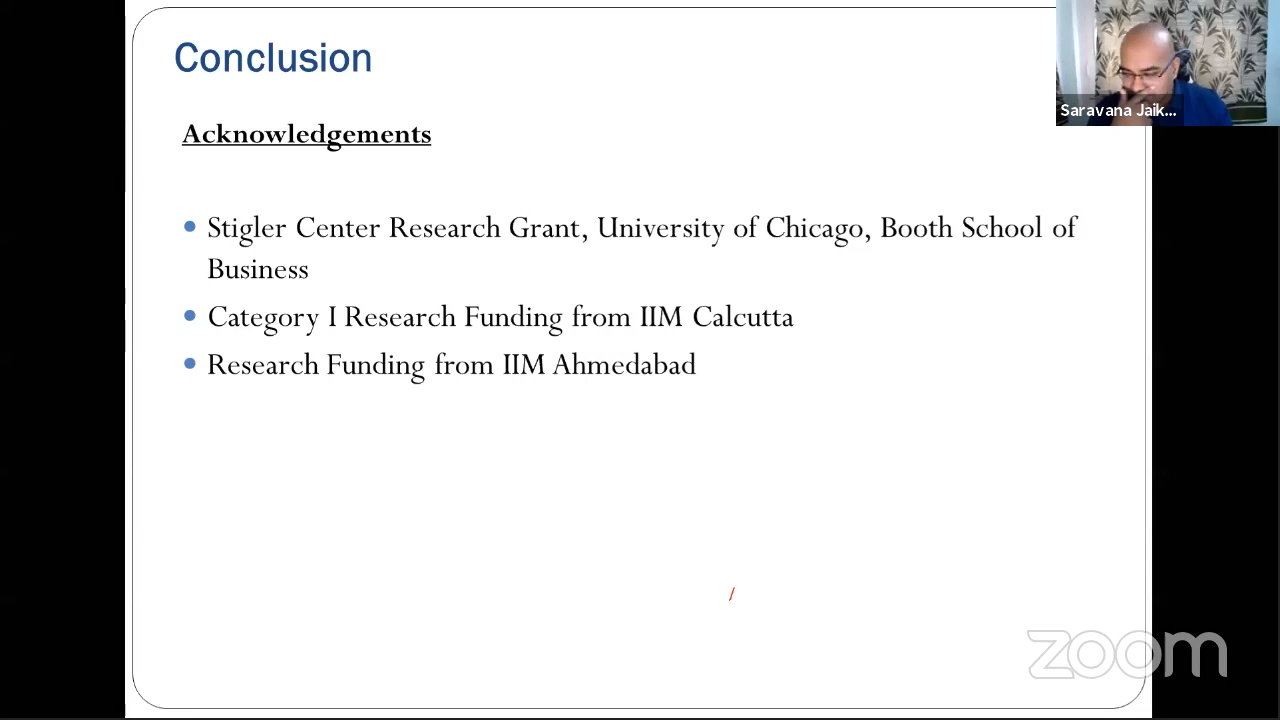 Conclusion
Saravana Jaik...
Acknowledgements
• Stigler Center Research Grant, University of Chicago, Booth School of
Business
• Category I Research Funding from IIM Calcutta
• Research Funding from IIM Ahmedabad
zoom